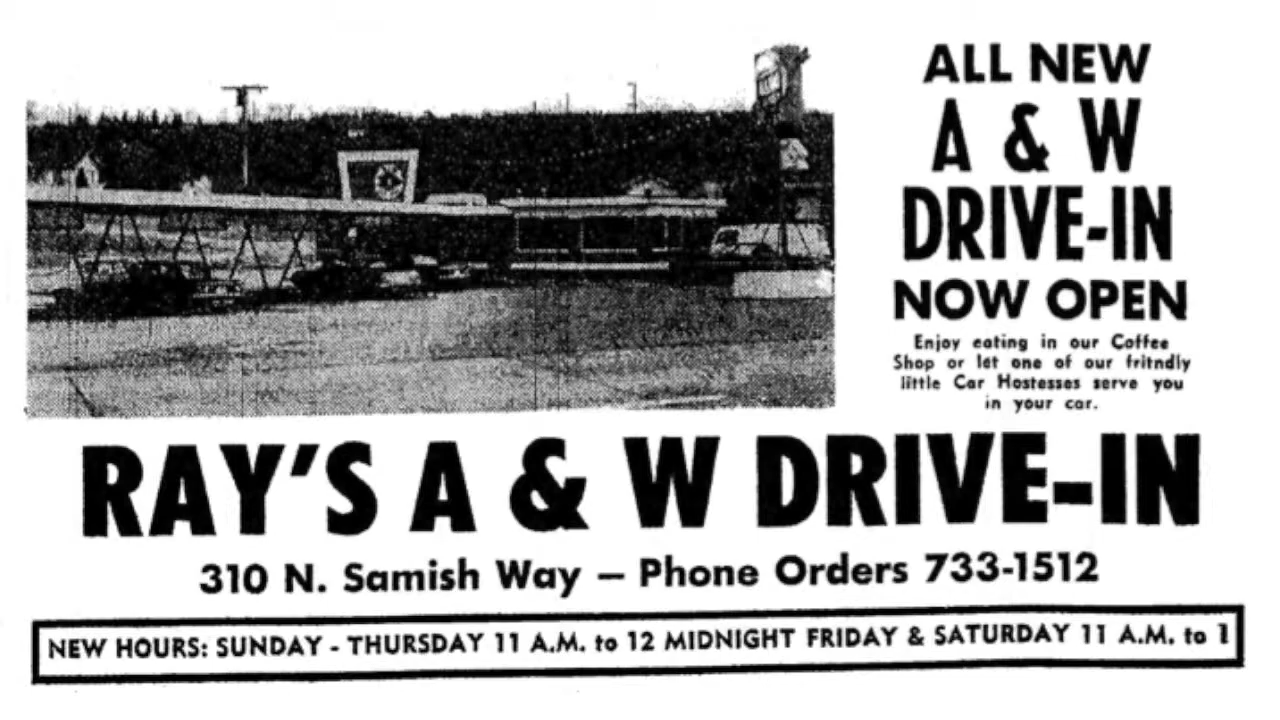 ALL NEW
A & W
DRIVE-IN
NOW OPEN
Enjoy eating in our Coffee
Shop or let one of our fritndly
little Car Hostesses serve you
in your car.
RAY'S A & W DRIVE-IN
310 N. Samish Way – Phone Orders 733-1512
NEW HOURS: SUNDAY - THURSDAY 11 A.M. to 12 MIDNIGHT FRIDAY & SATURDAY 11 A.M. to 1